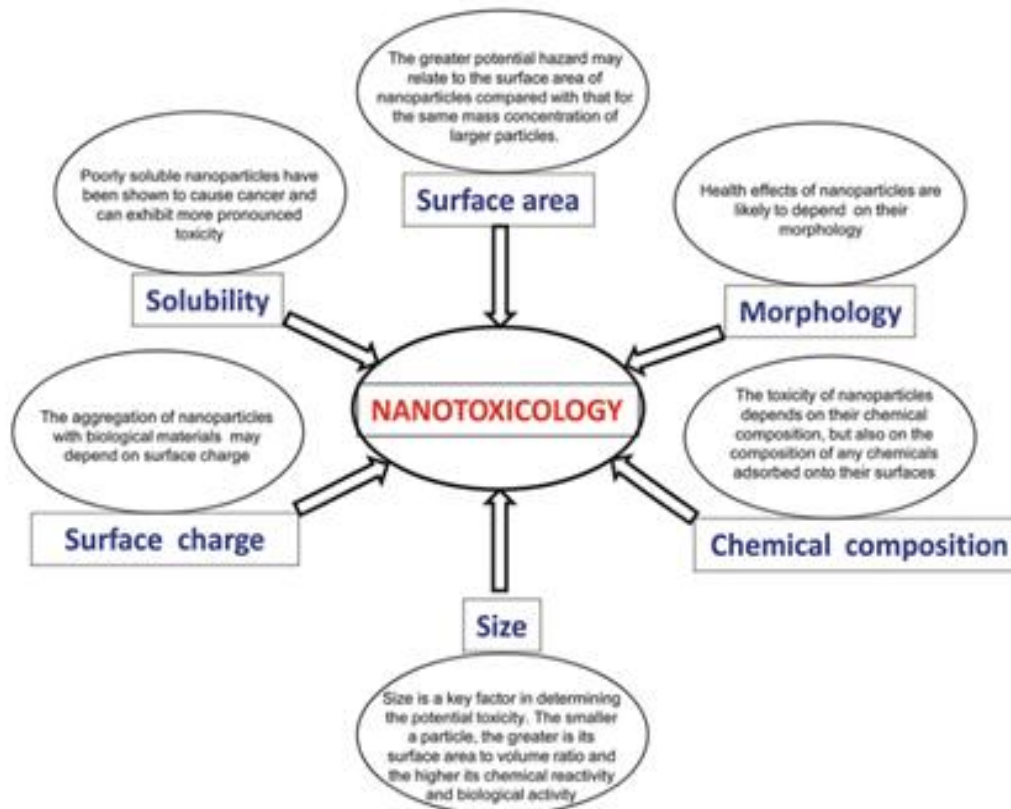 The greater potential hazard may
relate to the surface area of
nanoparticles compared with that for
the same mass concentration of
larger particles.
Surface area
Poorly soluble nanoparticles have
been shown to cause cancer and
can exhibit more pronounced
toxicity
Solubility
Health effects of nanoparticles are
likely to depend on their
morphology
Morphology
NANOTOXICOLOGY
The aggregation of nanoparticles
with biological materials may
depend on surface charge
Surface charge
The toxicity of nanoparticles
depends on their chemical
composition, but also on the
composition of any chemicals
adsorbed onto their surfaces
Chemical composition
Size
Size is a key factor in determining
the potential toxicity. The smaller
a particle, the greater is its
surface area to volume ratio and
the higher its chemical reactivity
and biological activity